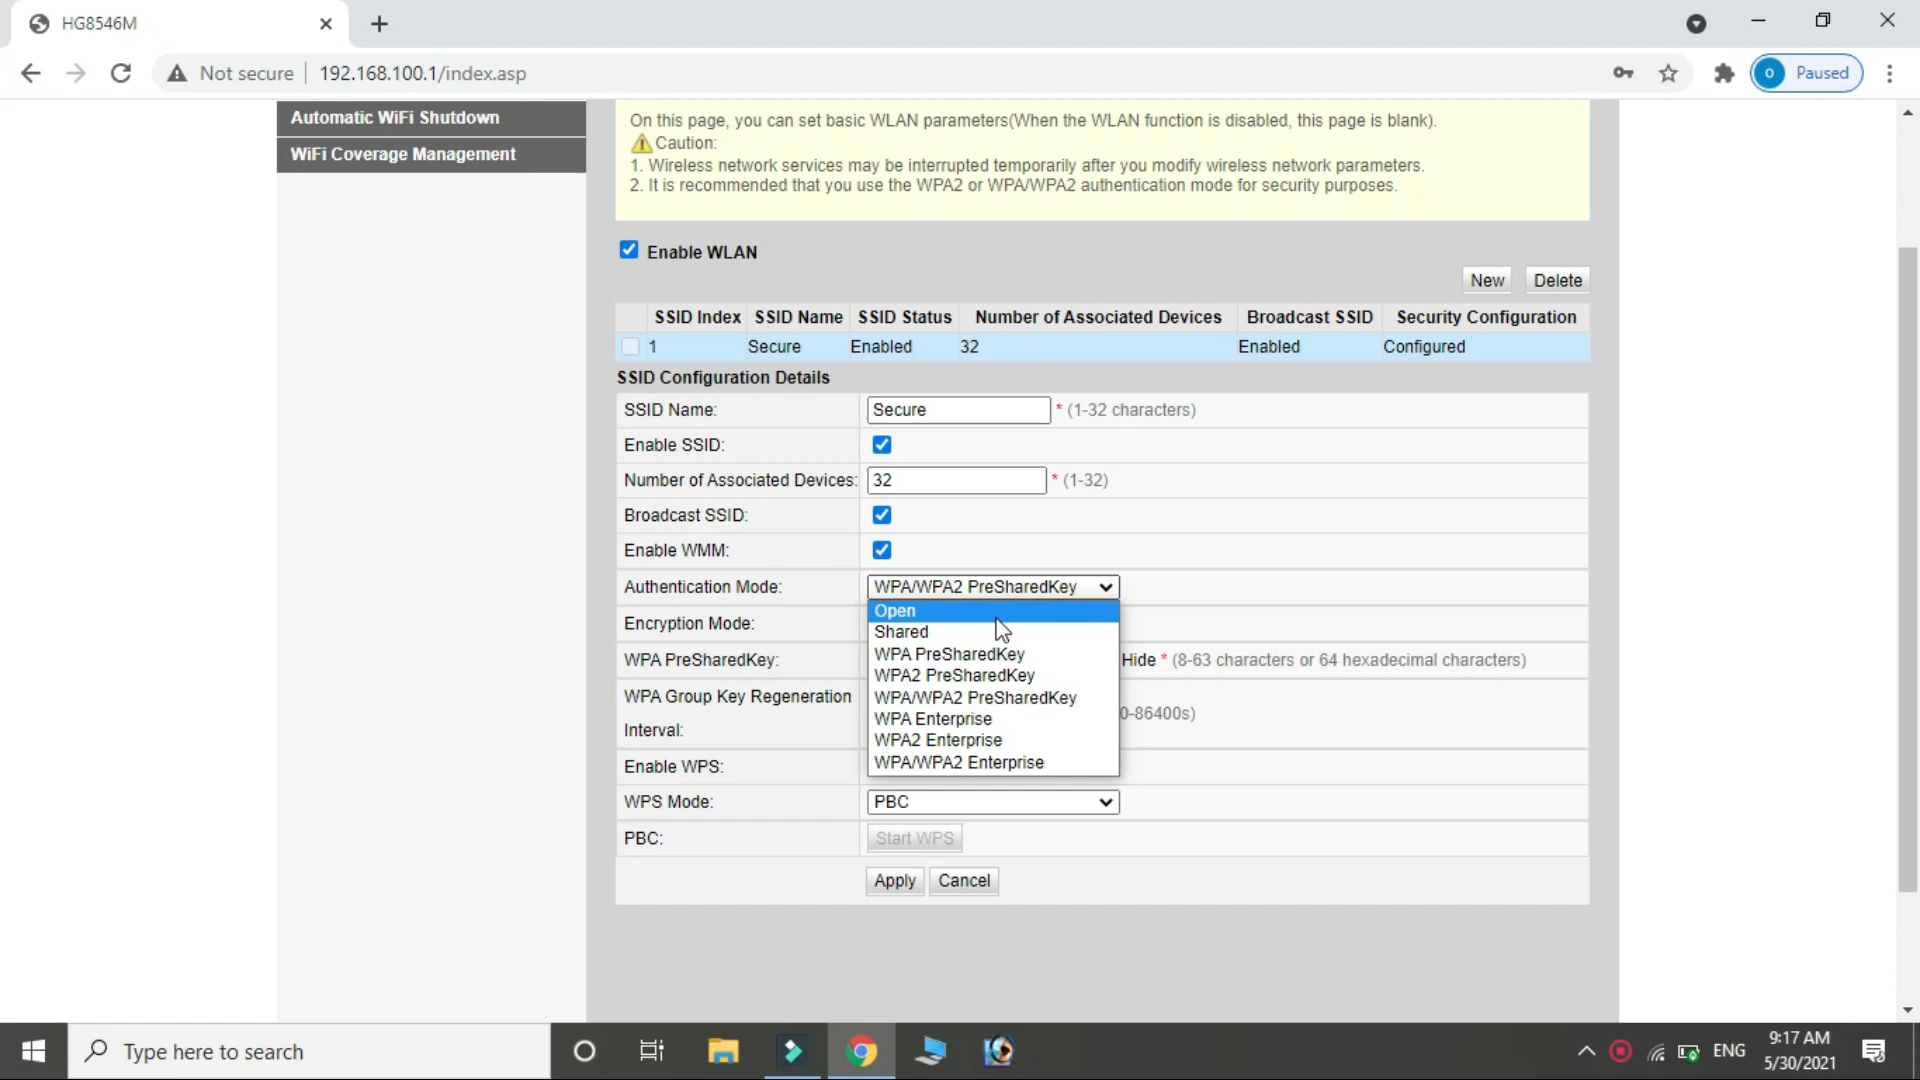 HG8546M
Not secure
192.168.100.1/index.asp
Paused
Automatic WiFi Shutdown
WiFi Coverage Management
On this page, you can set basic WLAN parameters(When the WLAN function is disabled, this page is blank).
Caution:
1. Wireless network services may be interrupted temporarily after you modify wireless network parameters.
2. It is recommended that you use the WPA2 or WPA/WPA2 authentication mode for security purposes.
Enable WLAN
New Delete
SSID Index SSID Name SSID Status Number of Associated Devices Broadcast SSID Security Configuration
1 Secure Enabled 32 Enabled Configured
SSID Configuration Details
SSID Name: Secure * (1-32 characters)
Enable SSID:
Number of Associated Devices: 32 * (1-32)
Broadcast SSID:
Enable WMM:
Authentication Mode: WPA/WPA2 PreSharedKey
Open
Shared
WPA PreSharedKey
WPA2 PreSharedKey
WPA/WPA2 PreSharedKey
WPA Enterprise
WPA2 Enterprise
WPA/WPA2 Enterprise
Encryption Mode:
WPA PreSharedKey: Hide * (8-63 characters or 64 hexadecimal characters)
WPA Group Key Regeneration
Interval: 0-86400s)
Enable WPS:
WPS Mode: PBC
PBC: Start WPS
Apply Cancel
Type here to search
ENG
9:17 AM
5/30/2021